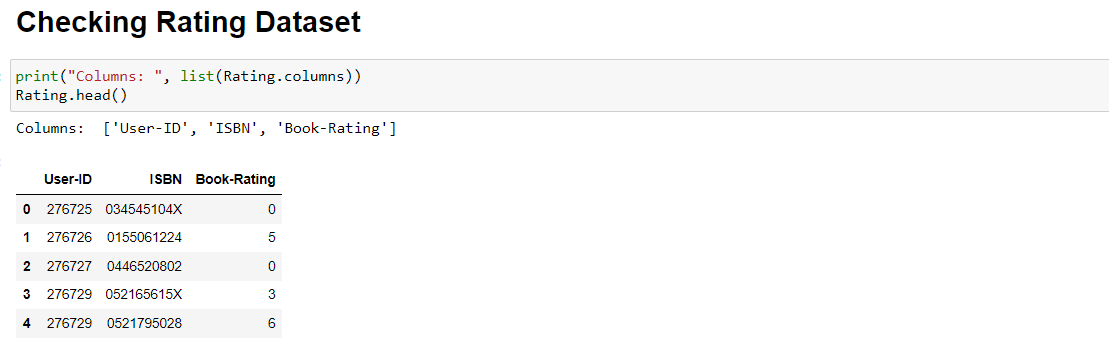 Checking Rating Dataset
print("Columns: ", list(Rating.columns))
Rating.head()
Columns:  ['User-ID', 'ISBN', 'Book-Rating']
User-ID ISBN Book-Rating
0 276725 034545104X 0
1 276726 0155061224 5
2 276727 0446520802 0
3 276729 052165615X 3
4 276729 0521795028 6